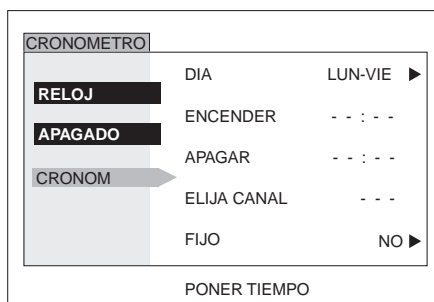 CRONOMETRO
RELOJ
APAGADO
CRONOM
DIA LUN-VIE ▶
ENCENDER - - : - -
APAGAR - - : - -
ELIJA CANAL - - -
FIJO NO ▶
PONER TIEMPO